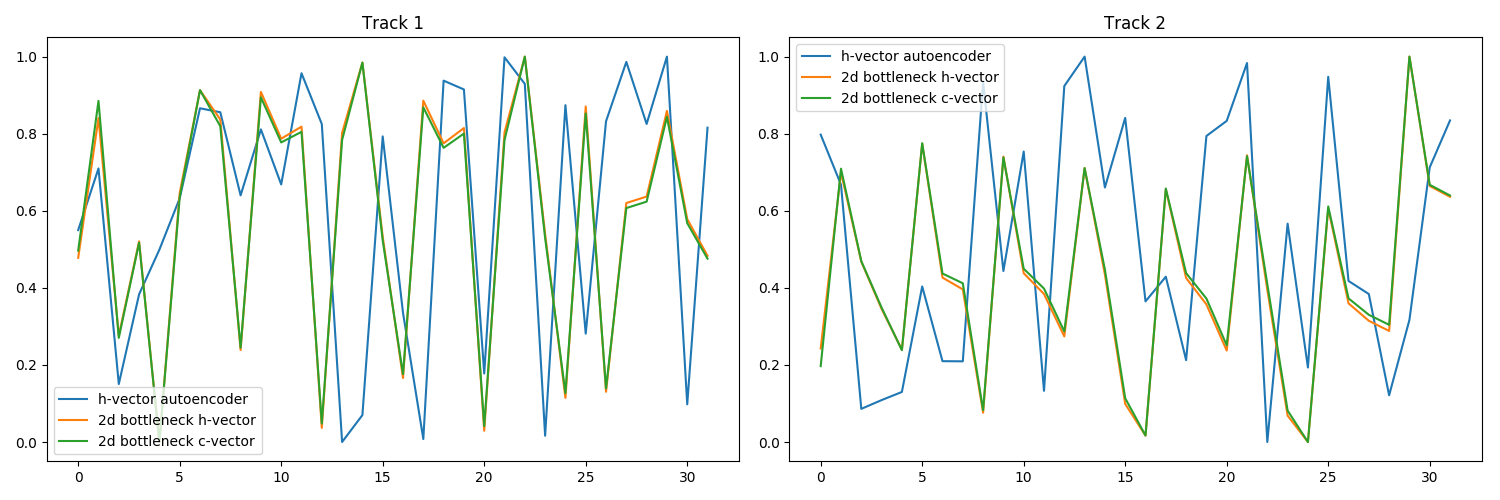 Track 1
1.0
0.8
0.6
0.4
0.2
0.0
h-vector autoencoder
2d bottleneck h-vector
2d bottleneck c-vector
0 5 10 15 20 25 30
Track 2
1.0
0.8
0.6
0.4
0.2
0.0
h-vector autoencoder
2d bottleneck h-vector
2d bottleneck c-vector
0 5 10 15 20 25 30